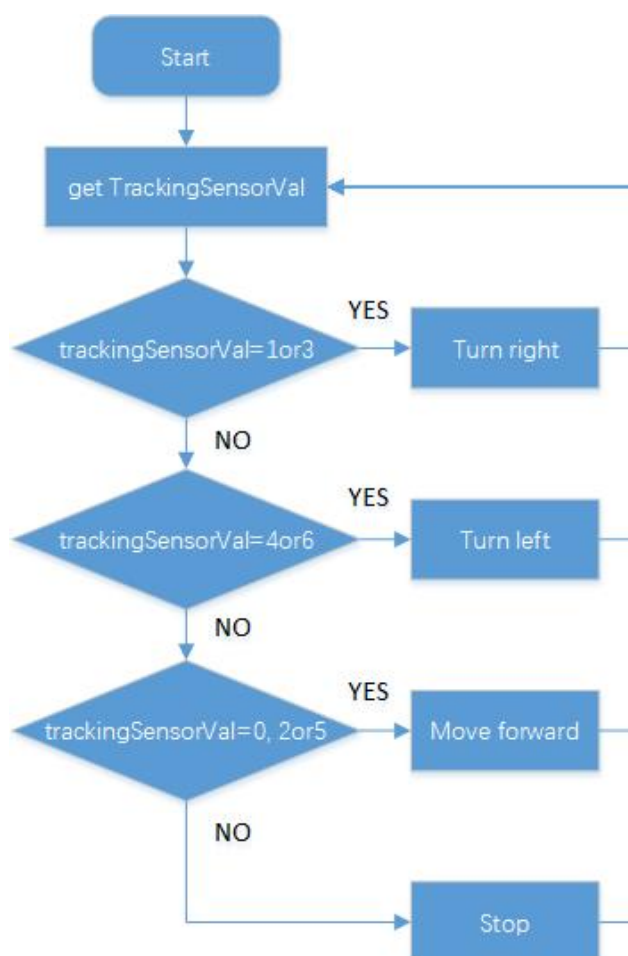 Start
get TrackingSensorVal
trackingSensorVal=1or3
YES
Turn right
NO
trackingSensorVal=4or6
YES
Turn left
NO
trackingSensorVal=0, 2or5
YES
Move forward
NO
Stop